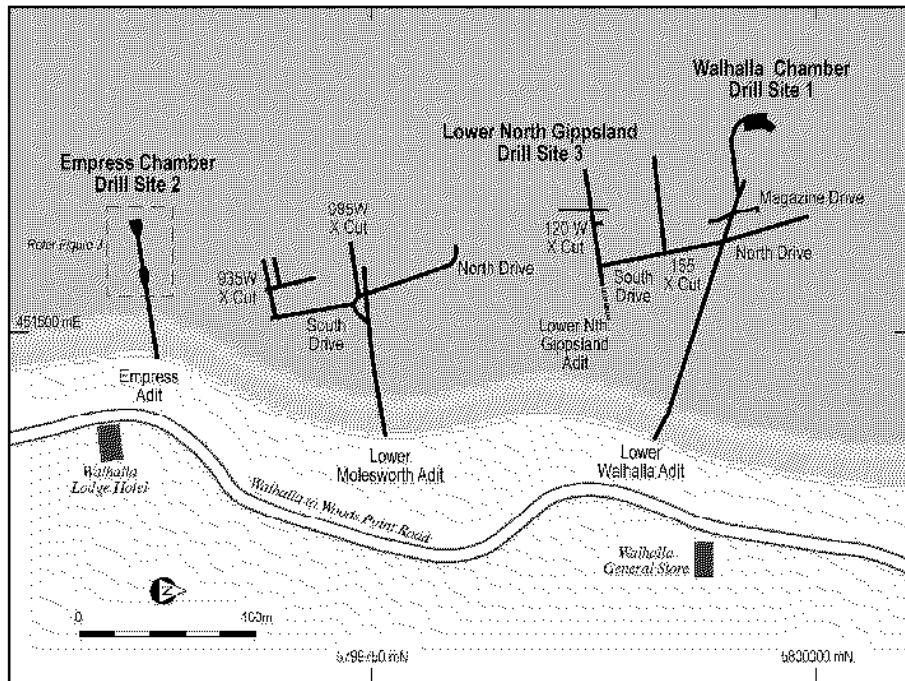 Walhalla Chamber
Drill Site 1
Lower North Gippsland
Drill Site 3
Empress Chamber
Drill Site 2
985W
X Cut
Magazine Drive
120 W
X Cut
North Drive
North Drive
935W
X Cut
South
Drive
155
X Cut
South
Drive
451500 mE
Lower Nth
Gippsland
Adit
Empress
Adit
Lower
Molesworth Adit
Lower
Walhalla Adit
Walhalla
Lodge Hotel
Walhalla to Woods Point Road
Walhalla
General Store
N
0